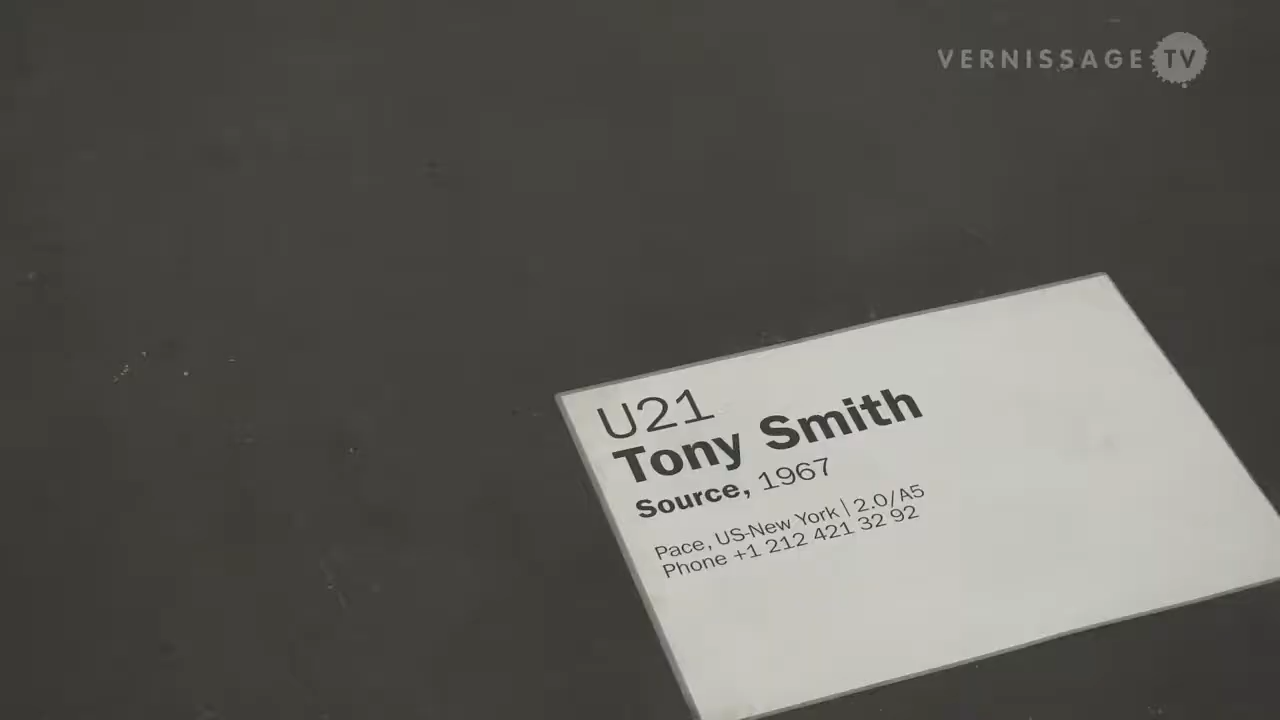 VERNISSAGE TV
U21
Tony Smith
Source, 1967
Pace, US-New York | 2.0/A5
Phone +1 212 421 32 92